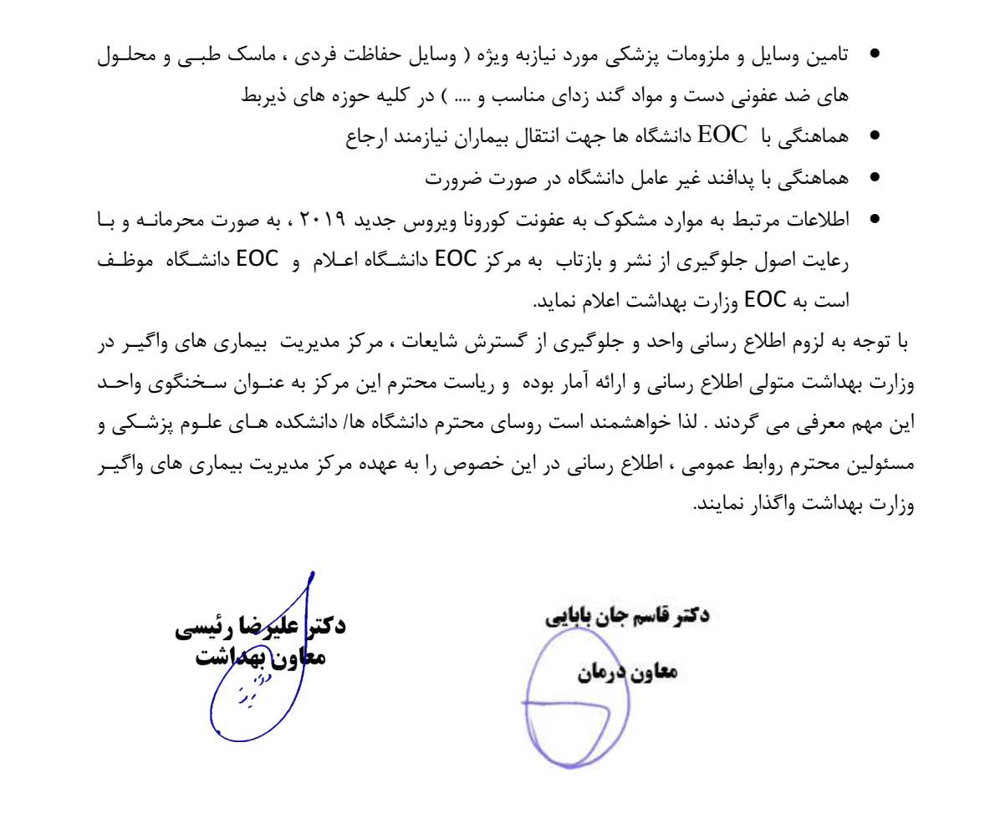 • تامین وسایل و ملزومات پزشکی مورد نیازبه ویژه ( وسایل حفاظت فردی ، ماسک طبـی و محلـول
های ضد عفونی دست و مواد گند زدای مناسب و .... ) در کلیه حوزه های ذیربط
• هماهنگی با EOC دانشگاه ها جهت انتقال بیماران نیازمند ارجاع
• هماهنگی با پدافند غیر عامل دانشگاه در صورت ضرورت
• اطلاعات مرتبط به موارد مشکوک به عفونت کورونا ویروس جدید ۲۰۱۹ ، به صورت محرمانـه و بـا
رعایت اصول جلوگیری از نشر و بازتاب به مرکز EOC دانشـگاه اعـلام و EOC دانشـگاه موظـف
است به EOC وزارت بهداشت اعلام نماید.
با توجه به لزوم اطلاع رسانی واحد و جلوگیری از گسترش شایعات ، مرکز مدیریت بیماری های واگیـر در
وزارت بهداشت متولی اطلاع رسانی و ارائه آمار بوده و ریاست محترم این مرکز به عنـوان سـخنگوی واحـد
این مهم معرفی می گردند . لذا خواهشمند است روسای محترم دانشگاه ها/ دانشکده هـای علـوم پزشـکی و
مسئولین محترم روابط عمومی ، اطلاع رسانی در این خصوص را به عهده مرکز مدیریت بیماری های واگیـر
وزارت بهداشت واگذار نمایند.
دکتر قاسم جان بابایی
معاون درمان
دکتر علیرضا رئیسی
معاون بهداشت